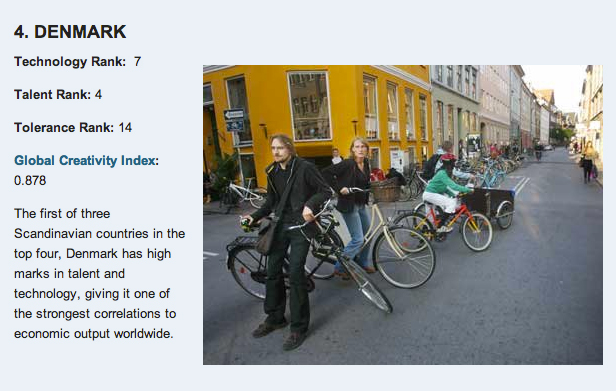 4. DENMARK
Technology Rank: 7
Talent Rank: 4
Tolerance Rank: 14
Global Creativity Index:
0.878
The first of three
Scandinavian countries in the
top four, Denmark has high
marks in talent and
technology, giving it one of
the strongest correlations to
economic output worldwide.